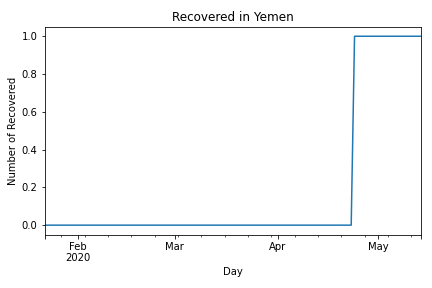 Recovered in Yemen
Number of Recovered
1.0
0.8
0.6
0.4
0.2
0.0
Feb
2020
Mar
Apr
May
Day